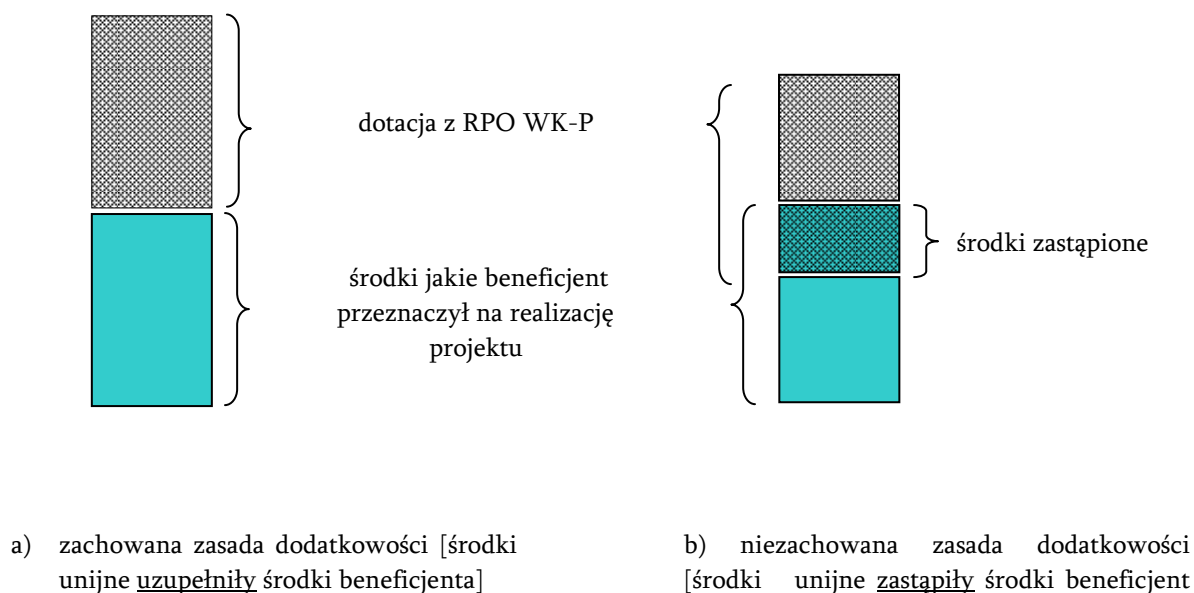 dotacja z RPO WK-P
środki zastąpione
środki jakie beneficjent
przeznaczył na realizację
projektu
a) zachowana zasada dodatkowości [środki
unijne uzupełniły środki beneficjenta]
b) niezachowana zasada dodatkowości
[środki unijne zastąpiły środki beneficjent